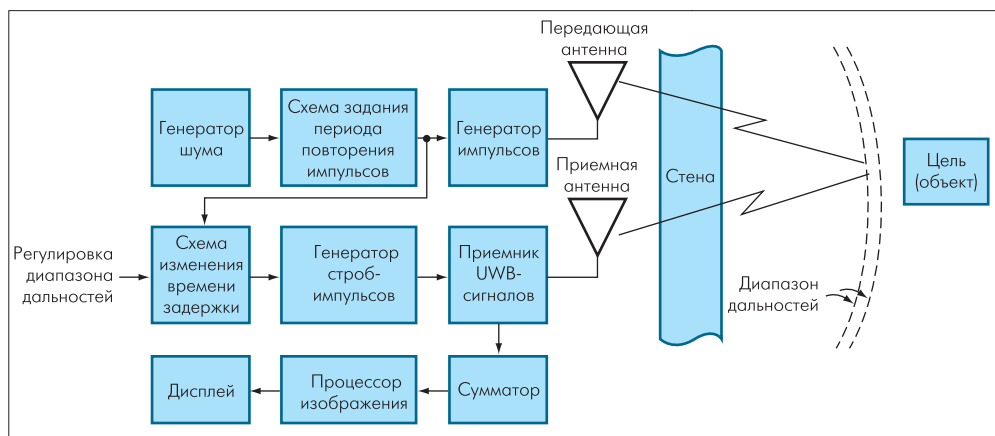 Передающая
антенна
Генератор
шума
Схема задания
периода
повторения
импульсов
Генератор
импульсов
Приемная
антенна
Стена
Цель
(объект)
Регулировка
диапазона
дальностей
Схема
изменения
времени
задержки
Генератор
строб-
импульсов
Приемник
UWB-
сигналов
Диапазон
дальностей
Дисплей
Процессор
изображения
Сумматор